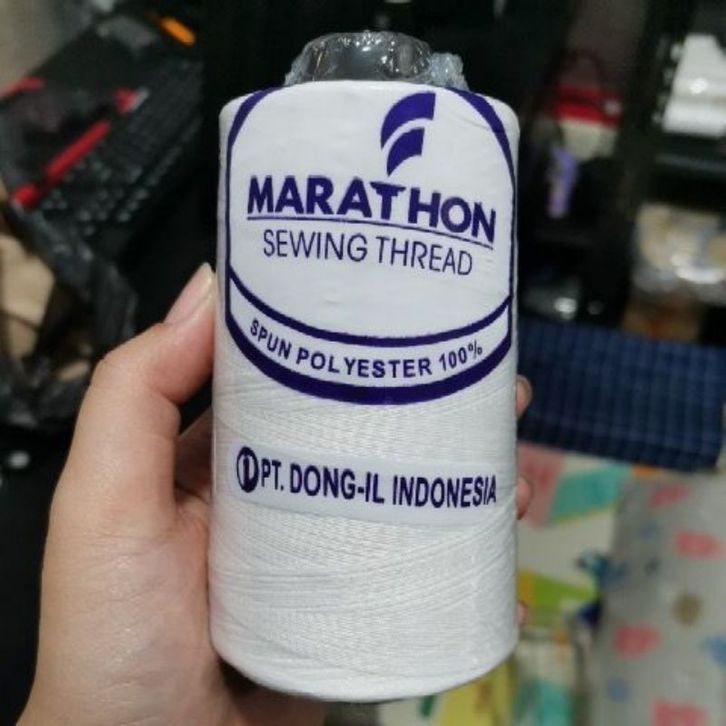 MARATHON
SEWING THREAD
SPUN POLYESTER 100%
PT. DONG-IL INDONESIA